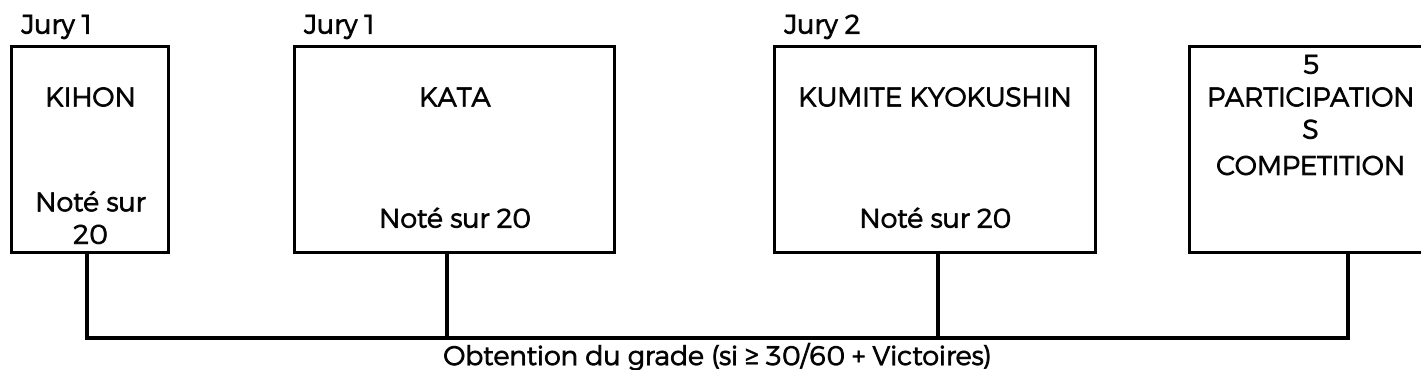 Jury 1
KIHON
Noté sur
20
Jury 1
KATA
Noté sur 20
Jury 2
KUMITE KYOKUSHIN
Noté sur 20
5
PARTICIPATION
S
COMPETITION
Obtention du grade (si ≥ 30/60 + Victoires)